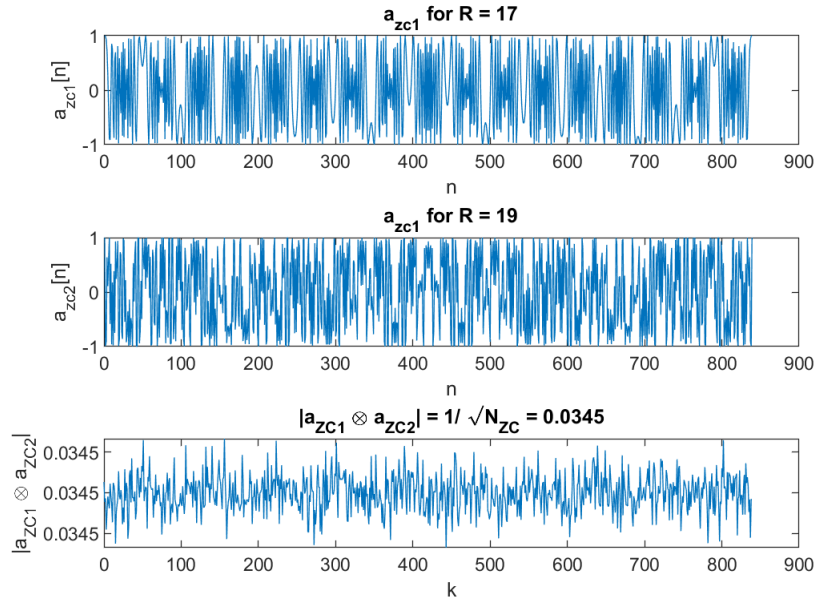 a_zc1 for R = 17
a_zc1[n]
1
0
-1
0 100 200 300 400 500 600 700 800 900
n
a_zc1 for R = 19
a_zc2[n]
1
0
-1
0 100 200 300 400 500 600 700 800 900
n
|a_ZC1 ⊗ a_ZC2| = 1/ √N_ZC = 0.0345
|a_ZC1 ⊗ a_ZC2|
0.0345
0.0345
0.0345
0 100 200 300 400 500 600 700 800 900
k